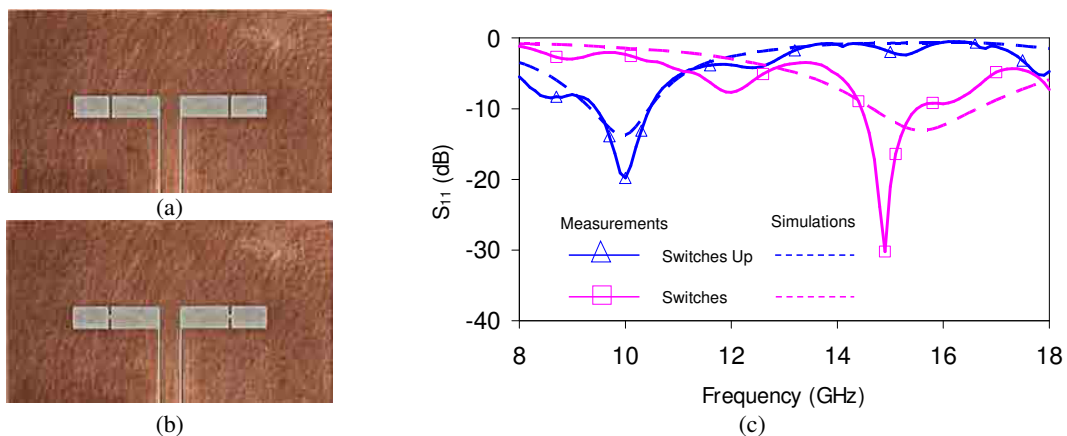 (a)
(b)
0
-10
-20
-30
-40
S11 (dB)
Measurements Simulations
Switches Up
Switches
8 10 12 14 16 18
Frequency (GHz)
(c)